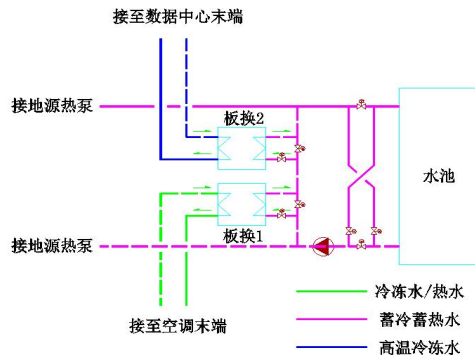 接至数据中心末端
接地源热泵
板换2
水池
板换1
接地源热泵
冷冻水/热水
蓄冷蓄热水
接至空调末端
高温冷冻水